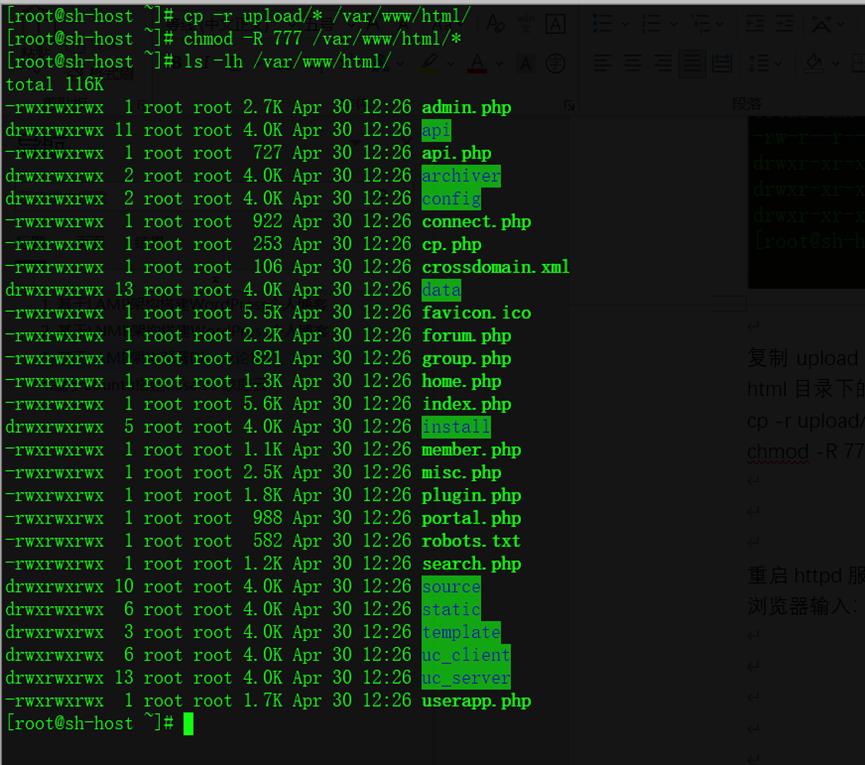 [root@sh-host ~]# cp -r upload/* /var/www/html/
[root@sh-host ~]# chmod -R 777 /var/www/html/*
[root@sh-host ~]# ls -lh /var/www/html/
total 116K
-rwxrwxrwx 1 root root 2.7K Apr 30 12:26 admin.php
drwxrwxrwx 11 root root 4.0K Apr 30 12:26 api
-rwxrwxrwx 1 root root 727 Apr 30 12:26 api.php
drwxrwxrwx 2 root root 4.0K Apr 30 12:26 archiver
drwxrwxrwx 2 root root 4.0K Apr 30 12:26 config
-rwxrwxrwx 1 root root 922 Apr 30 12:26 connect.php
-rwxrwxrwx 1 root root 253 Apr 30 12:26 cp.php
-rwxrwxrwx 1 root root 106 Apr 30 12:26 crossdomain.xml
drwxrwxrwx 13 root root 4.0K Apr 30 12:26 data
-rwxrwxrwx 1 root root 5.5K Apr 30 12:26 favicon.ico
-rwxrwxrwx 1 root root 2.2K Apr 30 12:26 forum.php
-rwxrwxrwx 1 root root 821 Apr 30 12:26 group.php
-rwxrwxrwx 1 root root 1.3K Apr 30 12:26 home.php
-rwxrwxrwx 1 root root 5.6K Apr 30 12:26 index.php
drwxrwxrwx 5 root root 4.0K Apr 30 12:26 install
-rwxrwxrwx 1 root root 1.1K Apr 30 12:26 member.php
-rwxrwxrwx 1 root root 2.5K Apr 30 12:26 misc.php
-rwxrwxrwx 1 root root 1.8K Apr 30 12:26 plugin.php
-rwxrwxrwx 1 root root 988 Apr 30 12:26 portal.php
-rwxrwxrwx 1 root root 582 Apr 30 12:26 robots.txt
-rwxrwxrwx 1 root root 1.2K Apr 30 12:26 search.php
drwxrwxrwx 10 root root 4.0K Apr 30 12:26 source
drwxrwxrwx 6 root root 4.0K Apr 30 12:26 static
drwxrwxrwx 3 root root 4.0K Apr 30 12:26 template
drwxrwxrwx 6 root root 4.0K Apr 30 12:26 uc_client
drwxrwxrwx 13 root root 4.0K Apr 30 12:26 uc_server
-rwxrwxrwx 1 root root 1.7K Apr 30 12:26 userapp.php
[root@sh-host ~]#
段落
-rw-r--r--
drwxr-xr-x
drwxr-xr-x
drwxr-xr-x
[root@sh-h
复制 upload
html 目录下的
cp -r upload/
chmod -R 77
重启 httpd 服
浏览器输入: